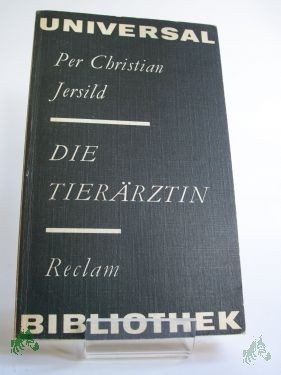 UNIVERSAL
Per Christian
Jersild
DIE
TIERÄRZTIN
Reclam
BIBLIOTHEK